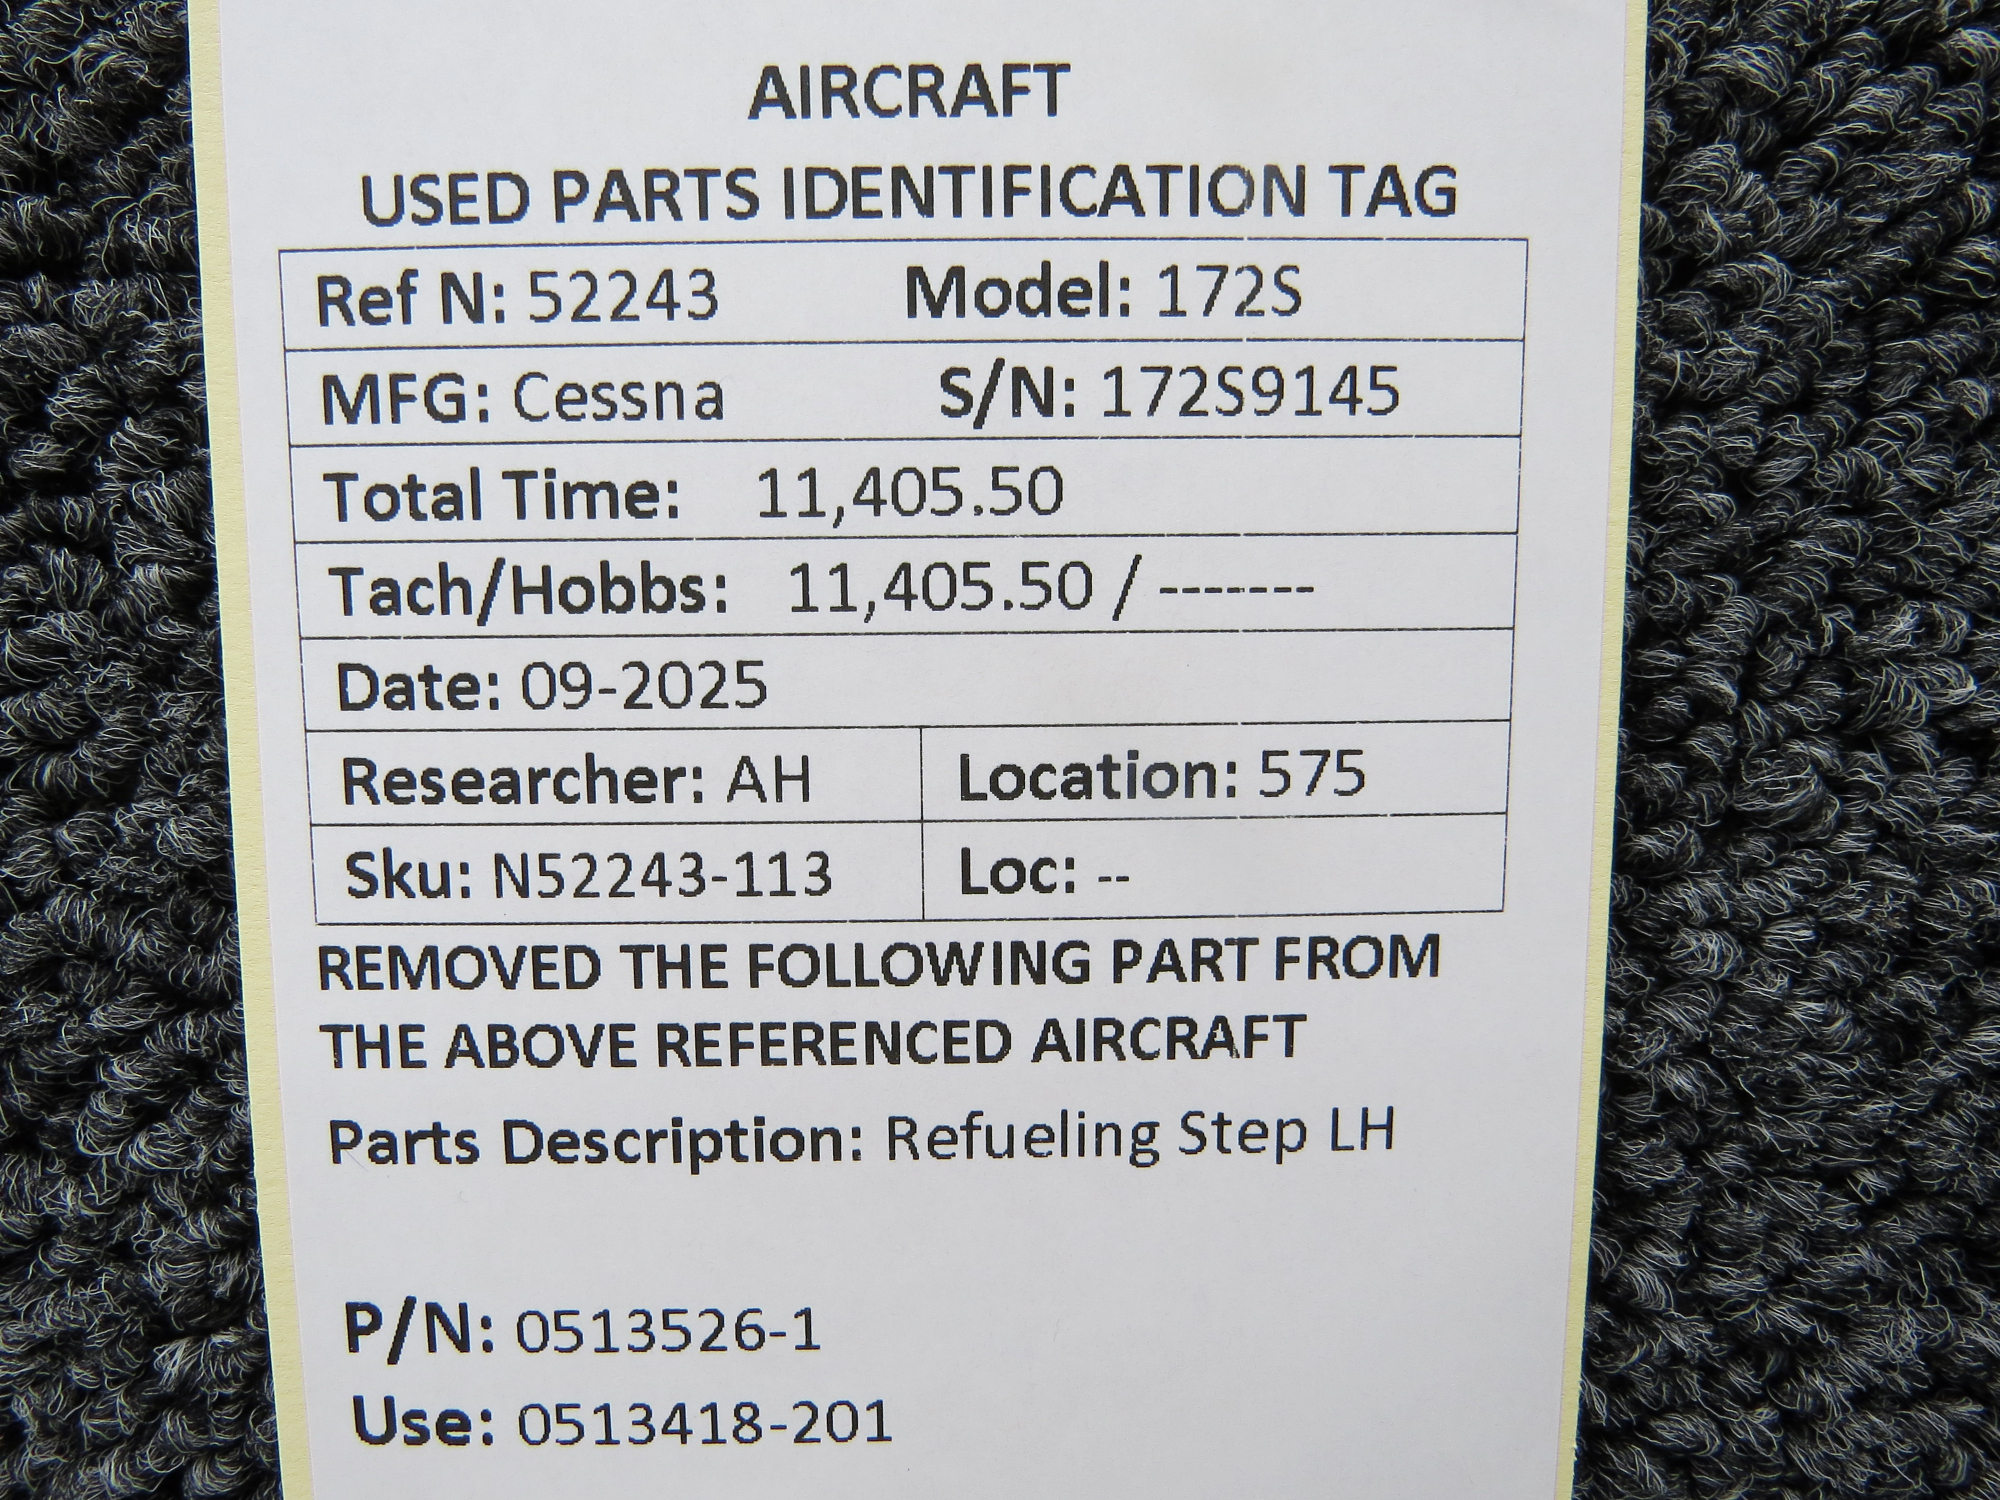 AIRCRAFT
USED PARTS IDENTIFICATION TAG
Ref N: 52243 Model: 172S
MFG: Cessna S/N: 172S9145
Total Time: 11,405.50
Tach/Hobbs: 11,405.50 / -------
Date: 09-2025
Researcher: AH Location: 575
Sku: N52243-113 Loc: --
REMOVED THE FOLLOWING PART FROM
THE ABOVE REFERENCED AIRCRAFT
Parts Description: Refueling Step LH
P/N: 0513526-1
Use: 0513418-201